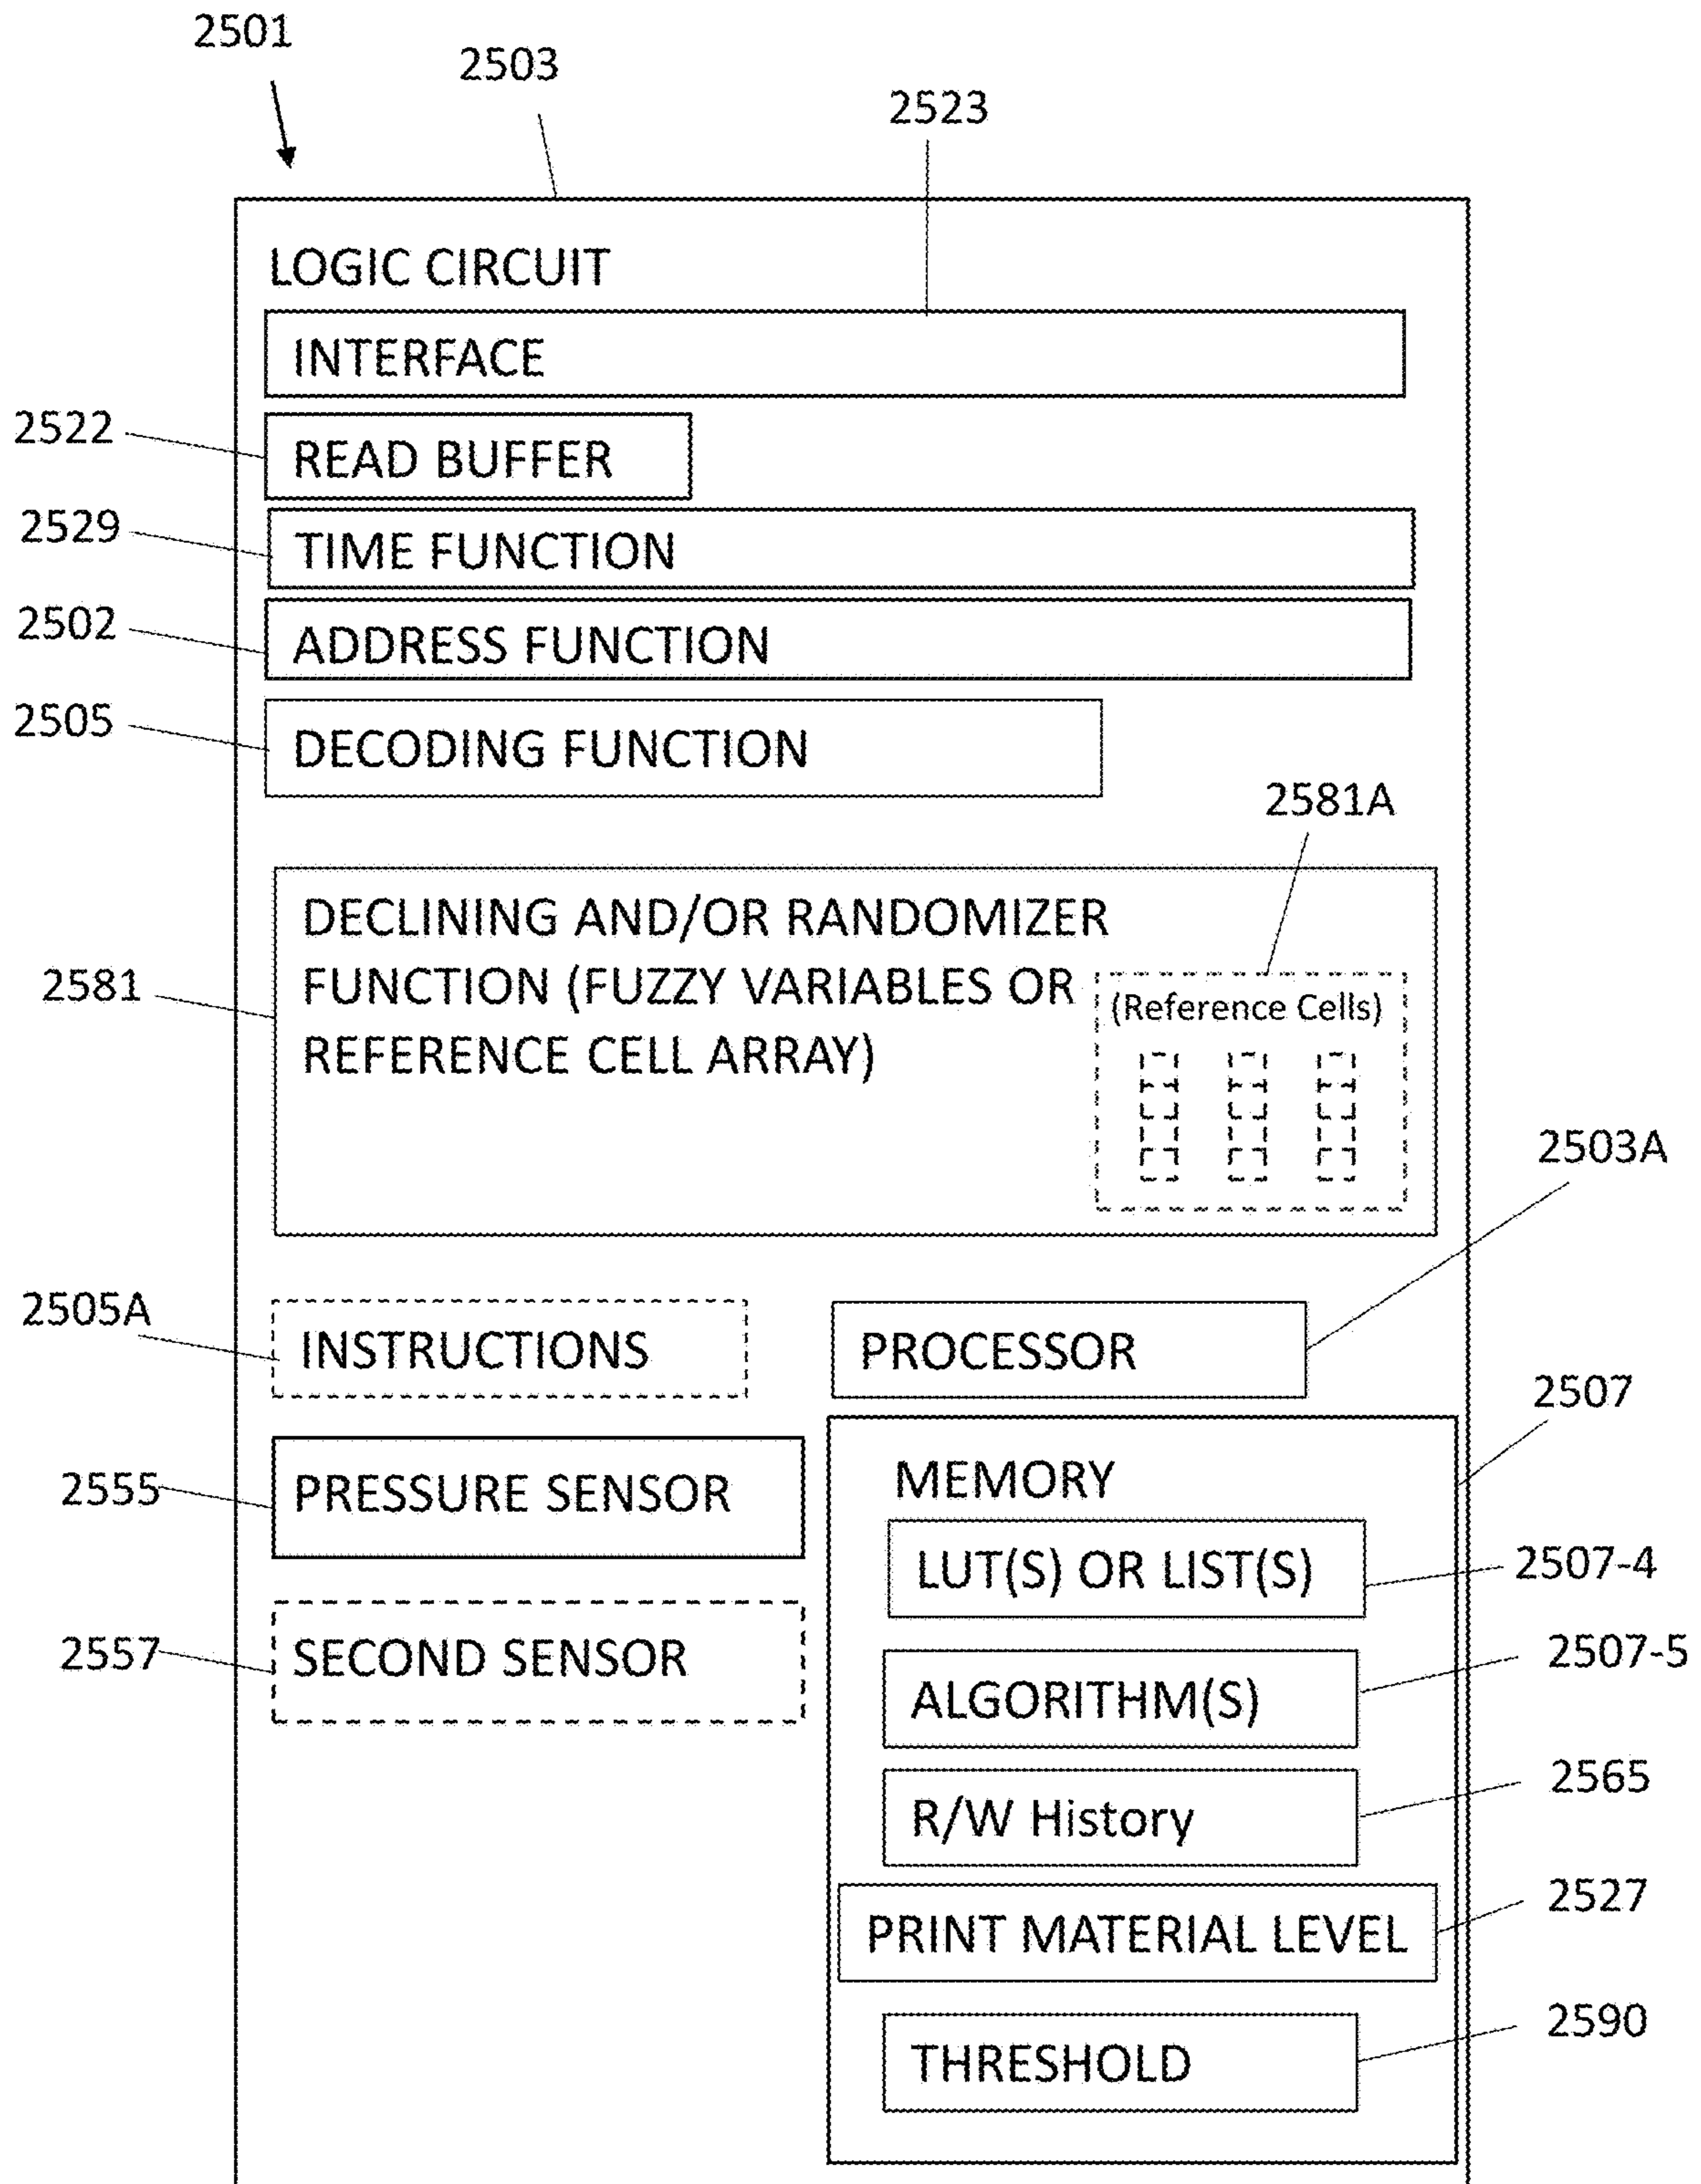 2501
2503
2523
LOGIC CIRCUIT
INTERFACE
2522
READ BUFFER
2529
TIME FUNCTION
2502
ADDRESS FUNCTION
2505
DECODING FUNCTION
2581A
DECLINING AND/OR RANDOMIZER
FUNCTION (FUZZY VARIABLES OR
REFERENCE CELL ARRAY)
2581
(Reference Cells)
2503A
2505A
INSTRUCTIONS
PROCESSOR
2507
2555
PRESSURE SENSOR
MEMORY
LUT(S) OR LIST(S)
2507-4
2557
SECOND SENSOR
ALGORITHM(S)
2507-5
R/W History
2565
PRINT MATERIAL LEVEL
2527
THRESHOLD
2590